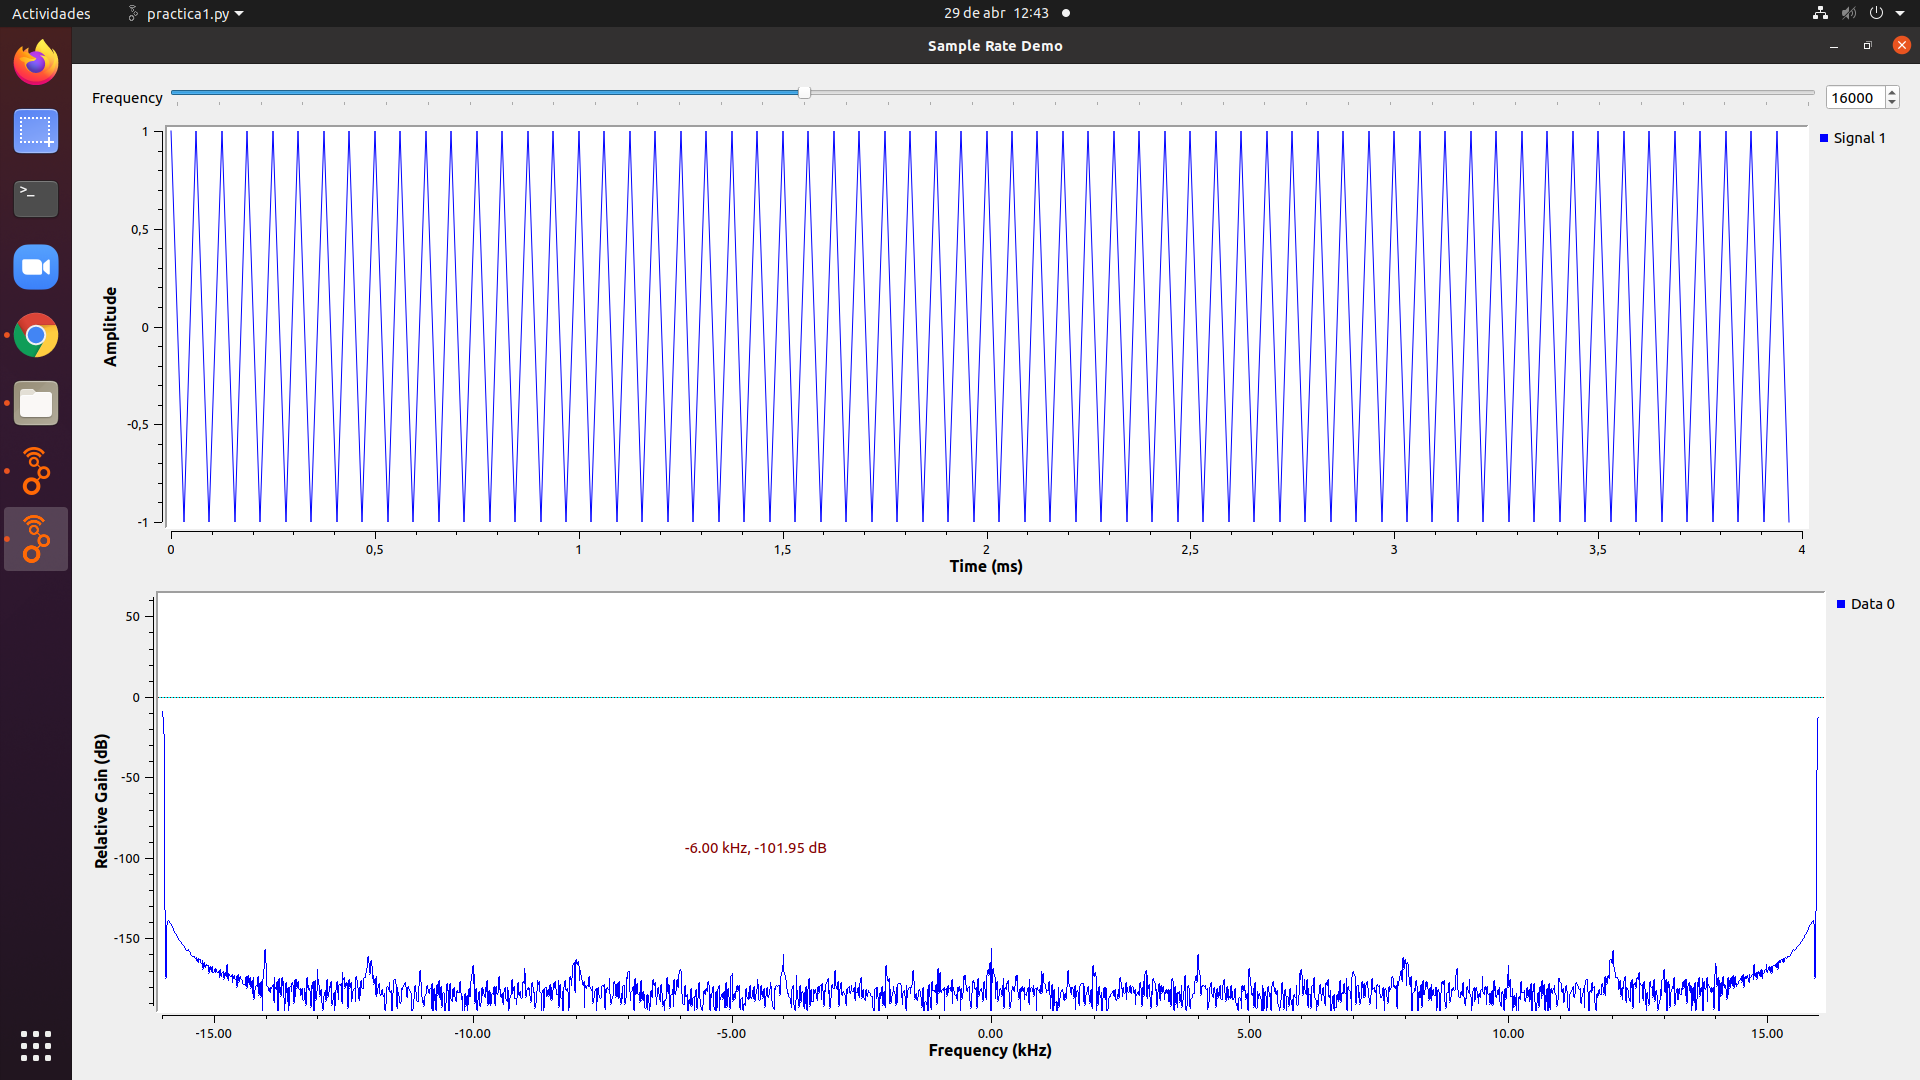 Actividades practica1.py 29 de abr 12:43
Sample Rate Demo
Frequency 16000
Signal 1
1
0,5
0
-0,5
-1
Amplitude
0 0,5 1 1,5 2 2,5 3 3,5 4
Time (ms)
Data 0
50
0
-50
-100
-150
Relative Gain (dB)
-6.00 kHz, -101.95 dB
-15.00 -10.00 -5.00 0.00 5.00 10.00 15.00
Frequency (kHz)
>_